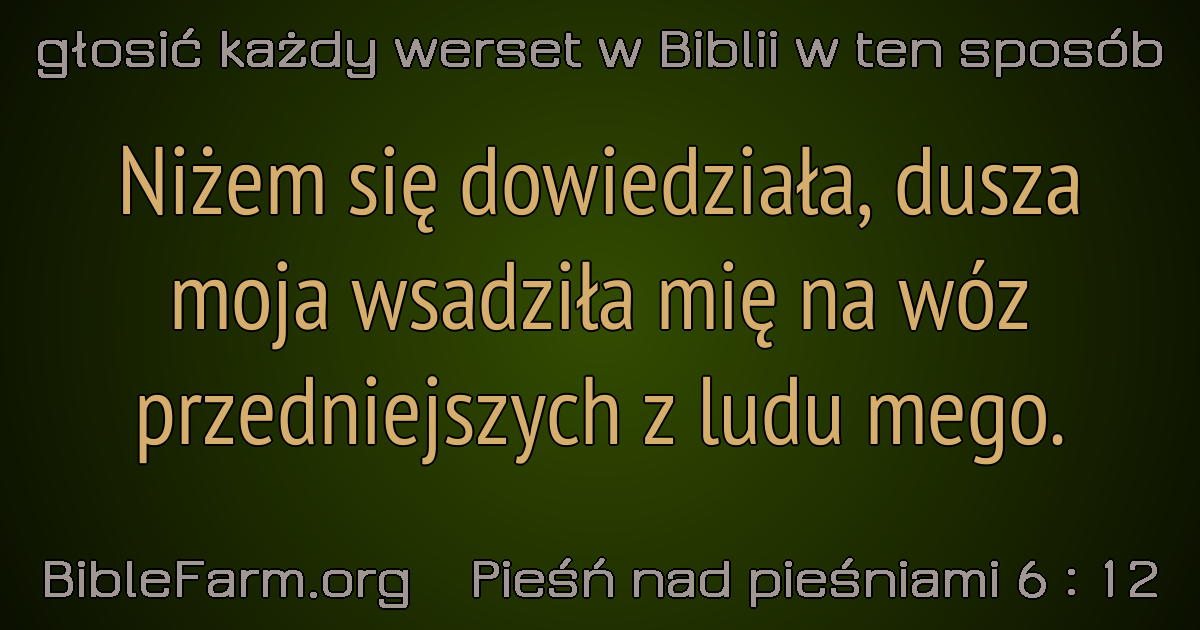 głosić każdy werset w Biblii w ten sposób
Niżem się dowiedziała, dusza
moja wsadziła mię na wóz
przedniejszych z ludu mego.
BibleFarm.org Pieśń nad pieśniami 6 : 12